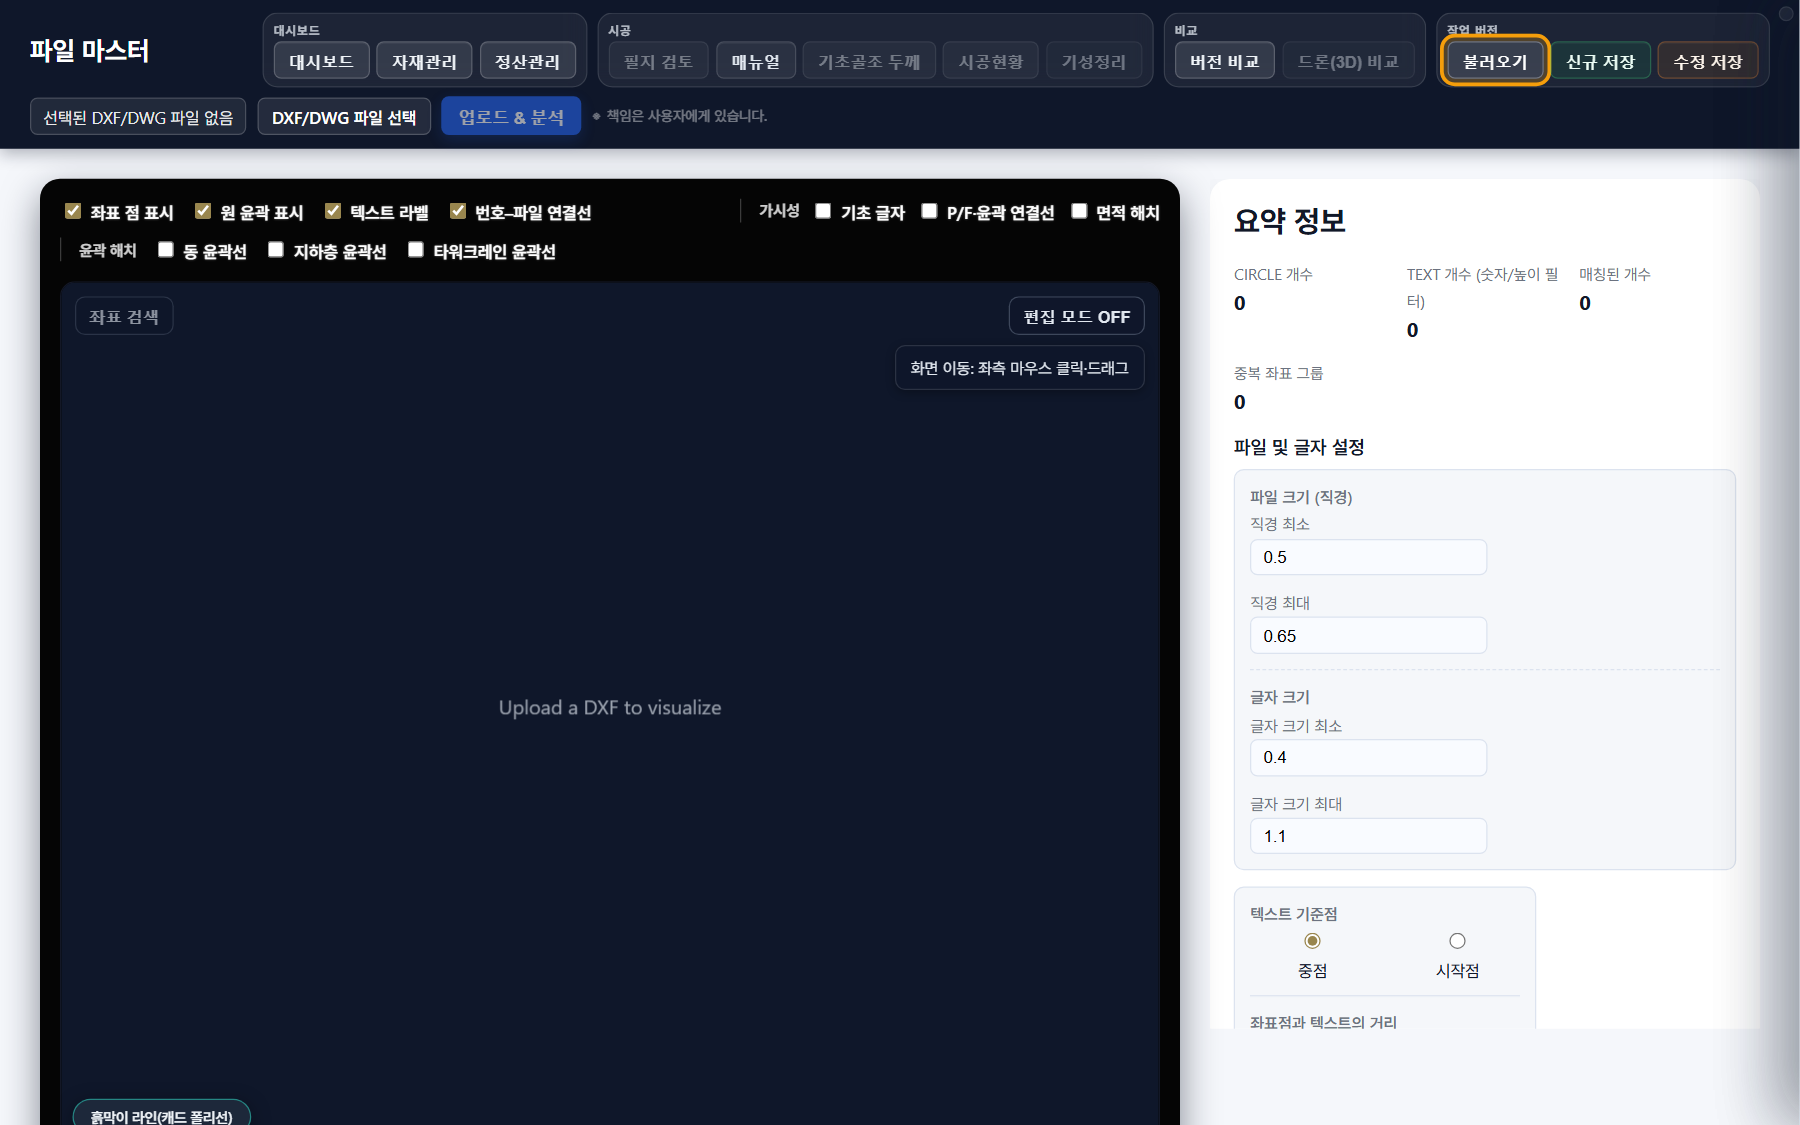 파일 마스터
대시보드
대시보드 자재관리 정산관리
시공
필지 검토 매뉴얼 기초골조 두께 시공현황 기성정리
비교
버전 비교 드론(3D) 비교
작업 버전
불러오기 신규 저장 수정 저장
선택된 DXF/DWG 파일 없음 DXF/DWG 파일 선택 업로드 & 분석 ※ 책임은 사용자에게 있습니다.
좌표 점 표시 원 윤곽 표시 텍스트 라벨 번호–파일 연결선 가시성 기초 글자 P/F·윤곽 연결선 면적 해치
윤곽 해치 동 윤곽선 지하층 윤곽선 타워크레인 윤곽선
좌표 검색
편집 모드 OFF
화면 이동: 좌측 마우스 클릭·드래그
Upload a DXF to visualize
흙막이 라인(캐드 폴리선)
요약 정보
CIRCLE 개수
0
TEXT 개수 (숫자/높이 필
터)
0
매칭된 개수
0
중복 좌표 그룹
0
파일 및 글자 설정
파일 크기 (직경)
직경 최소
0.5
직경 최대
0.65
글자 크기
글자 크기 최소
0.4
글자 크기 최대
1.1
텍스트 기준점
중점 시작점
좌표점과 텍스트의 거리